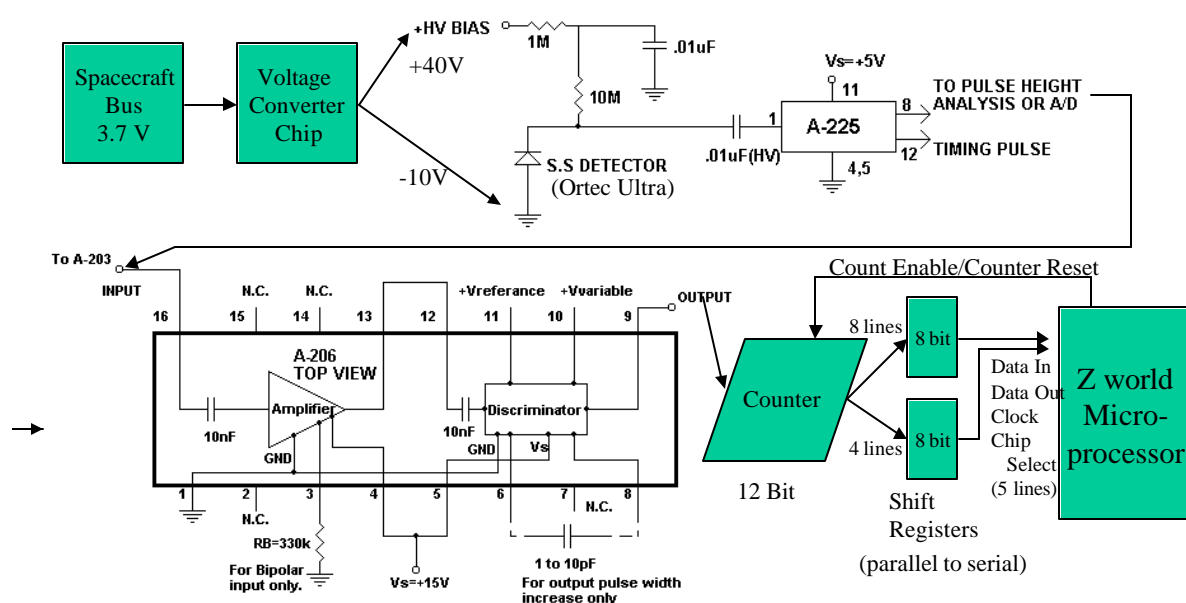 Spacecraft
Bus
3.7 V
Voltage
Converter
Chip
+HV BIAS
+40V
-10V
1M
.01uF
10M
S.S DETECTOR
(Ortec Ultra)
.01uF(HV)
Vs=+5V
11
1
A-225
8
12
4,5
TO PULSE HEIGHT
ANALYSIS OR A/D
TIMING PULSE
To A-203
INPUT
N.C.
N.C.
+Vreferance
+Vvariable
OUTPUT
16
15
14
13
12
11
10
9
A-206
TOP VIEW
Amplifier
10nF
GND
10nF
Discriminator
GND
Vs
1
2
3
4
5
6
7
8
N.C.
N.C.
RB=330k
For Bipolar
input only.
Vs=+15V
1 to 10pF
For output pulse width
increase only
Count Enable/Counter Reset
Counter
12 Bit
8 lines
4 lines
8 bit
8 bit
Shift
Registers
(parallel to serial)
Data In
Data Out
Clock
Chip
Select
(5 lines)
Z world
Micro-
processor